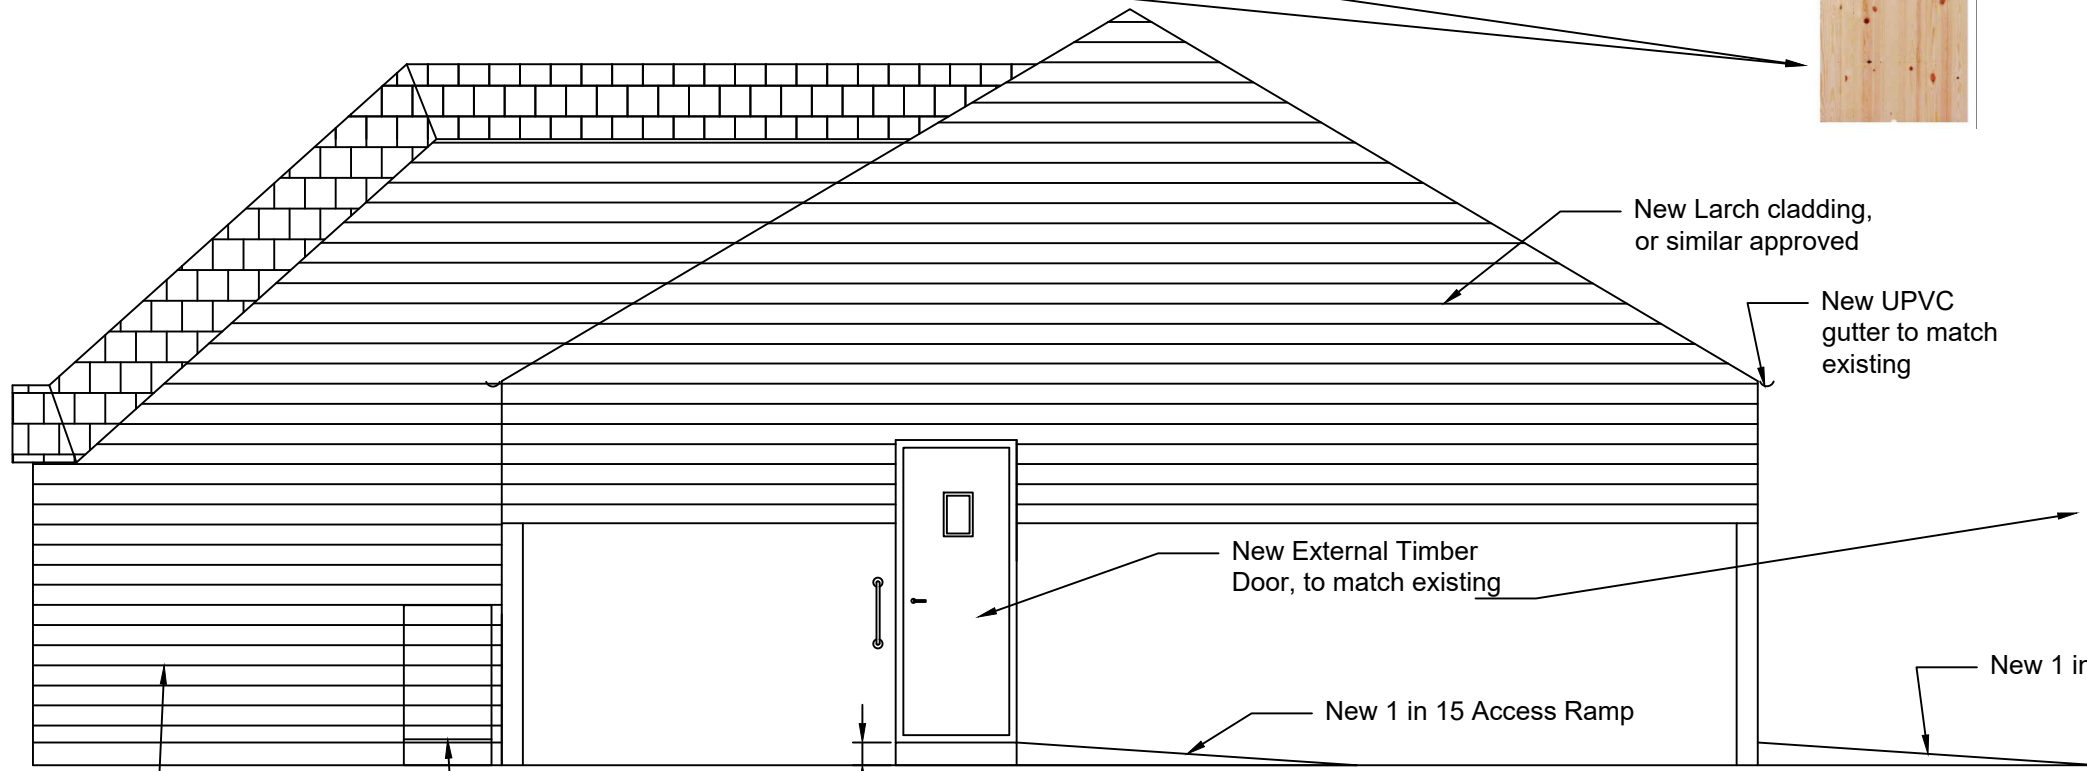 New Larch cladding,
or similar approved
New UPVC
gutter to match
existing
New External Timber
Door, to match existing
New 1 in
New 1 in 15 Access Ramp